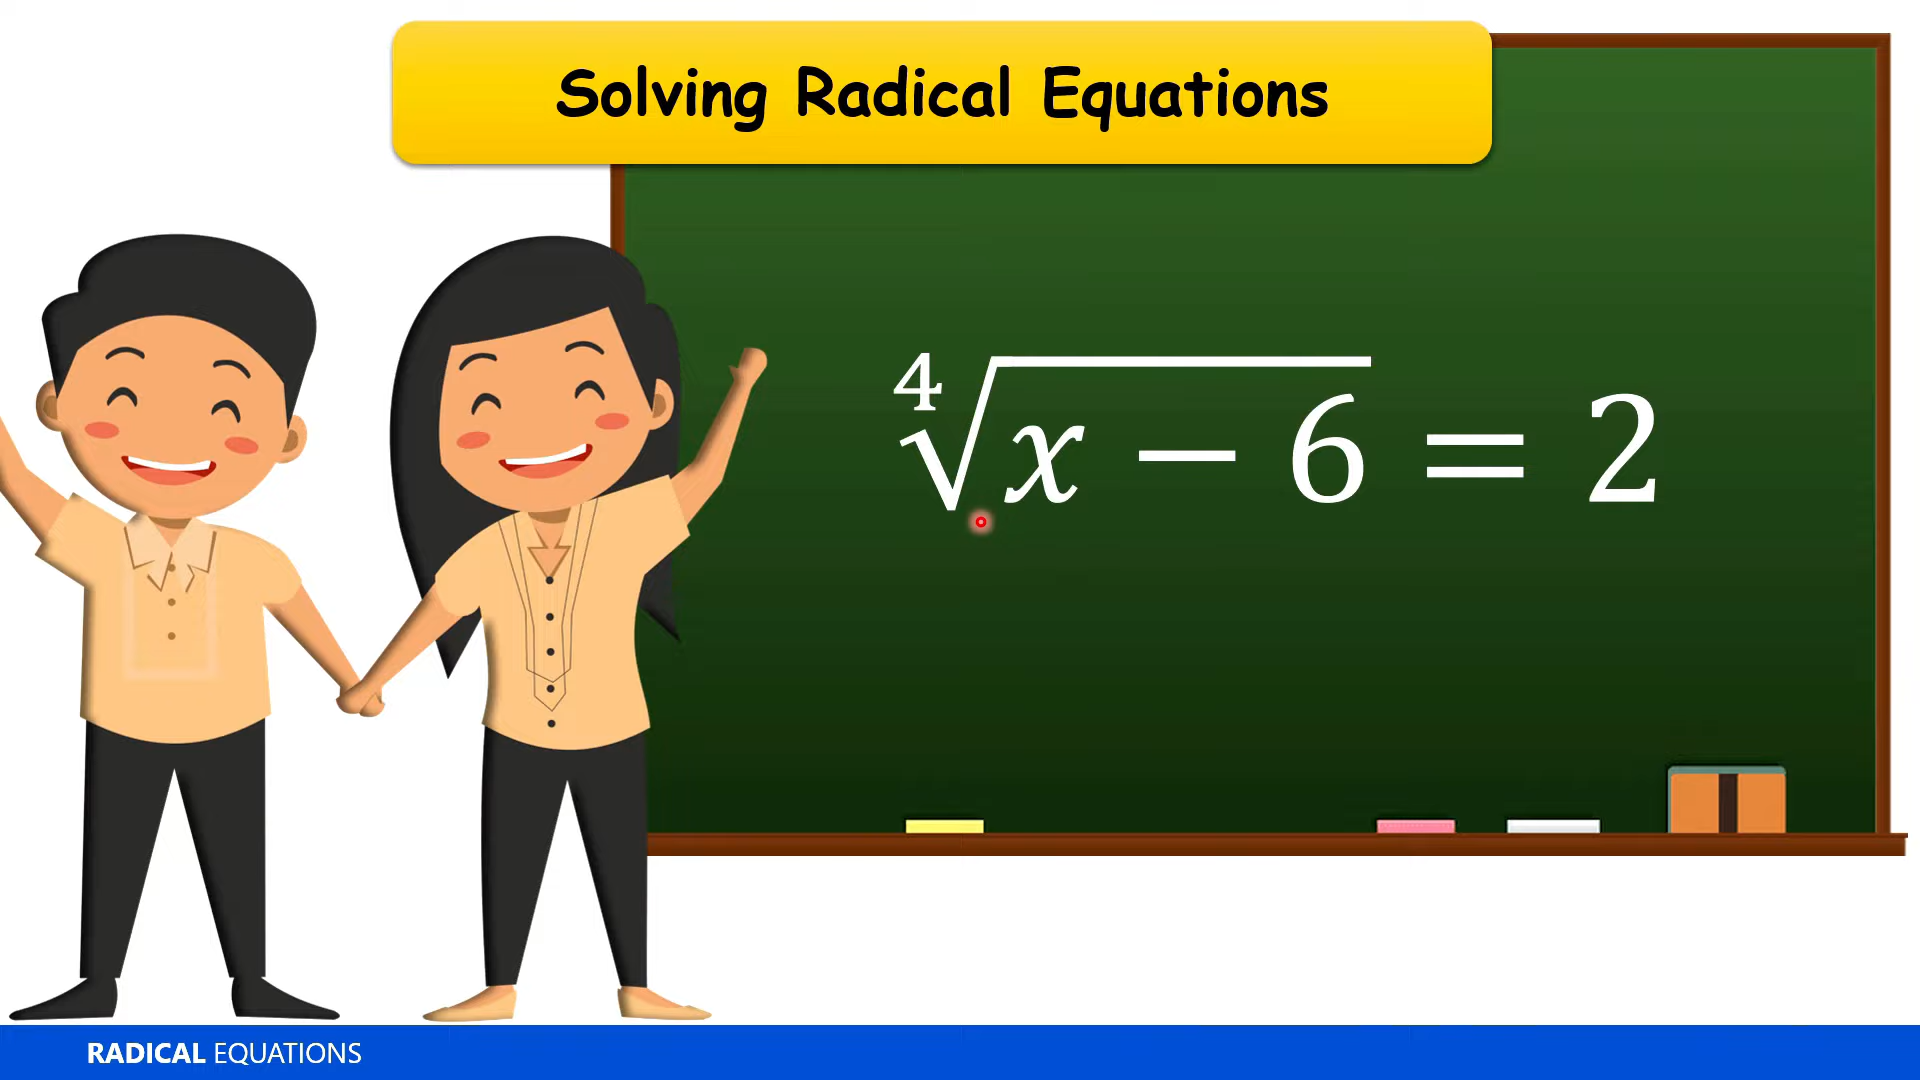 Solving Radical Equations
∜x − 6 = 2
RADICAL EQUATIONS